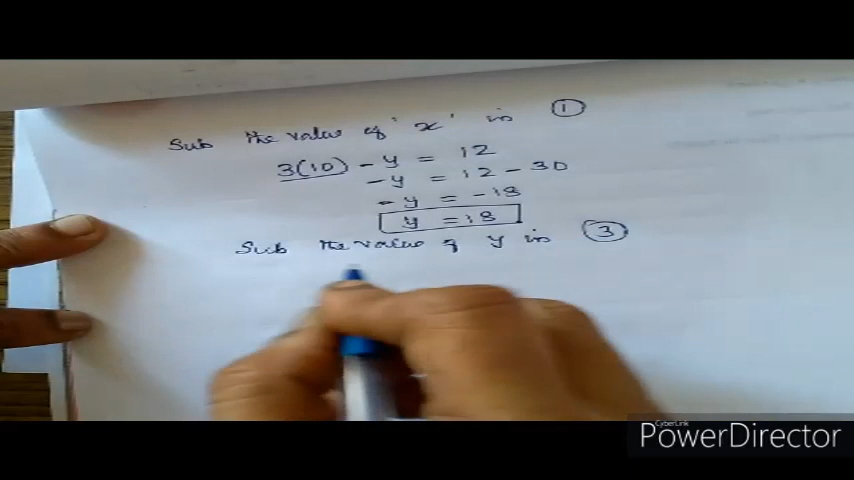 Sub the value of 'x' in ①
3(10) - y = 12
- y = 12 - 30
- y = -18
y = 18
Sub the value of y in ③
CyberLink
PowerDirector